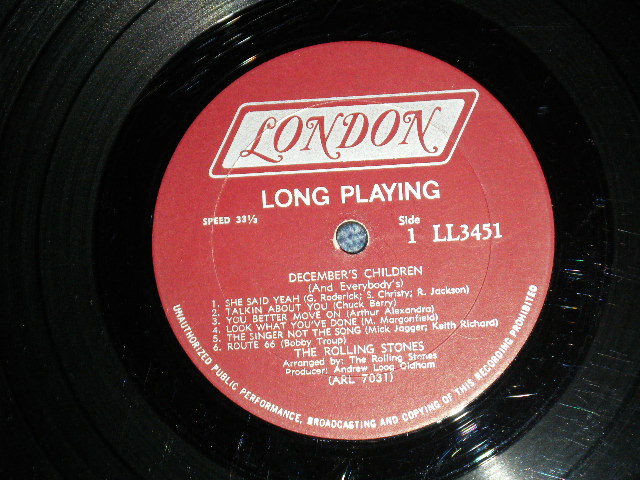 LONDON
LONG PLAYING
SPEED 33⅓
Side
1 LL3451
DECEMBER'S CHILDREN
(And Everybody's)
1. SHE SAID YEAH (G. Roderick; S. Christy; R. Jackson)
2. TALKIN ABOUT YOU (Chuck Berry)
3. YOU BETTER MOVE ON (Arthur Alexandra)
4. LOOK WHAT YOU'VE DONE (M. Margonfield)
5. THE SINGER NOT THE SONG (Mick Jagger; Keith Richard)
6. ROUTE 66 (Bobby Troup)
THE ROLLING STONES
Arranged by: The Rolling Stones
Producer: Andrew Loog Oldham
(ARL 7031)
UNAUTHORIZED PUBLIC PERFORMANCE, BROADCASTING AND COPYING OF THIS RECORDING PROHIBITED